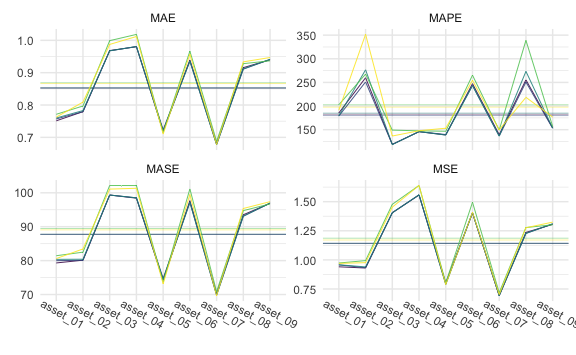 MAE
MAPE
1.0
0.9
0.8
0.7
350
300
250
200
150
MASE
MSE
100
90
80
70
1.50
1.25
1.00
0.75
asset_01
asset_02
asset_03
asset_04
asset_05
asset_06
asset_07
asset_08
asset_09
asset_01
asset_02
asset_03
asset_04
asset_05
asset_06
asset_07
asset_08
asset_09